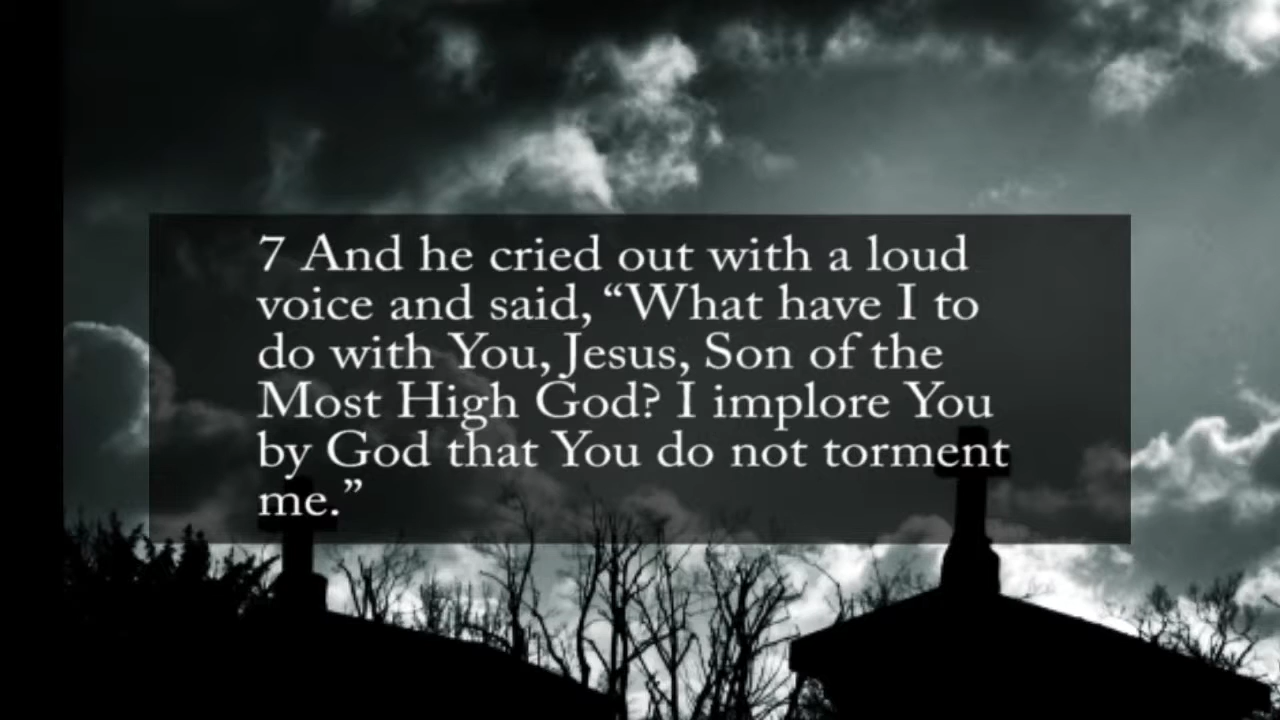 7 And he cried out with a loud
voice and said, “What have I to
do with You, Jesus, Son of the
Most High God? I implore You
by God that You do not torment
me.”